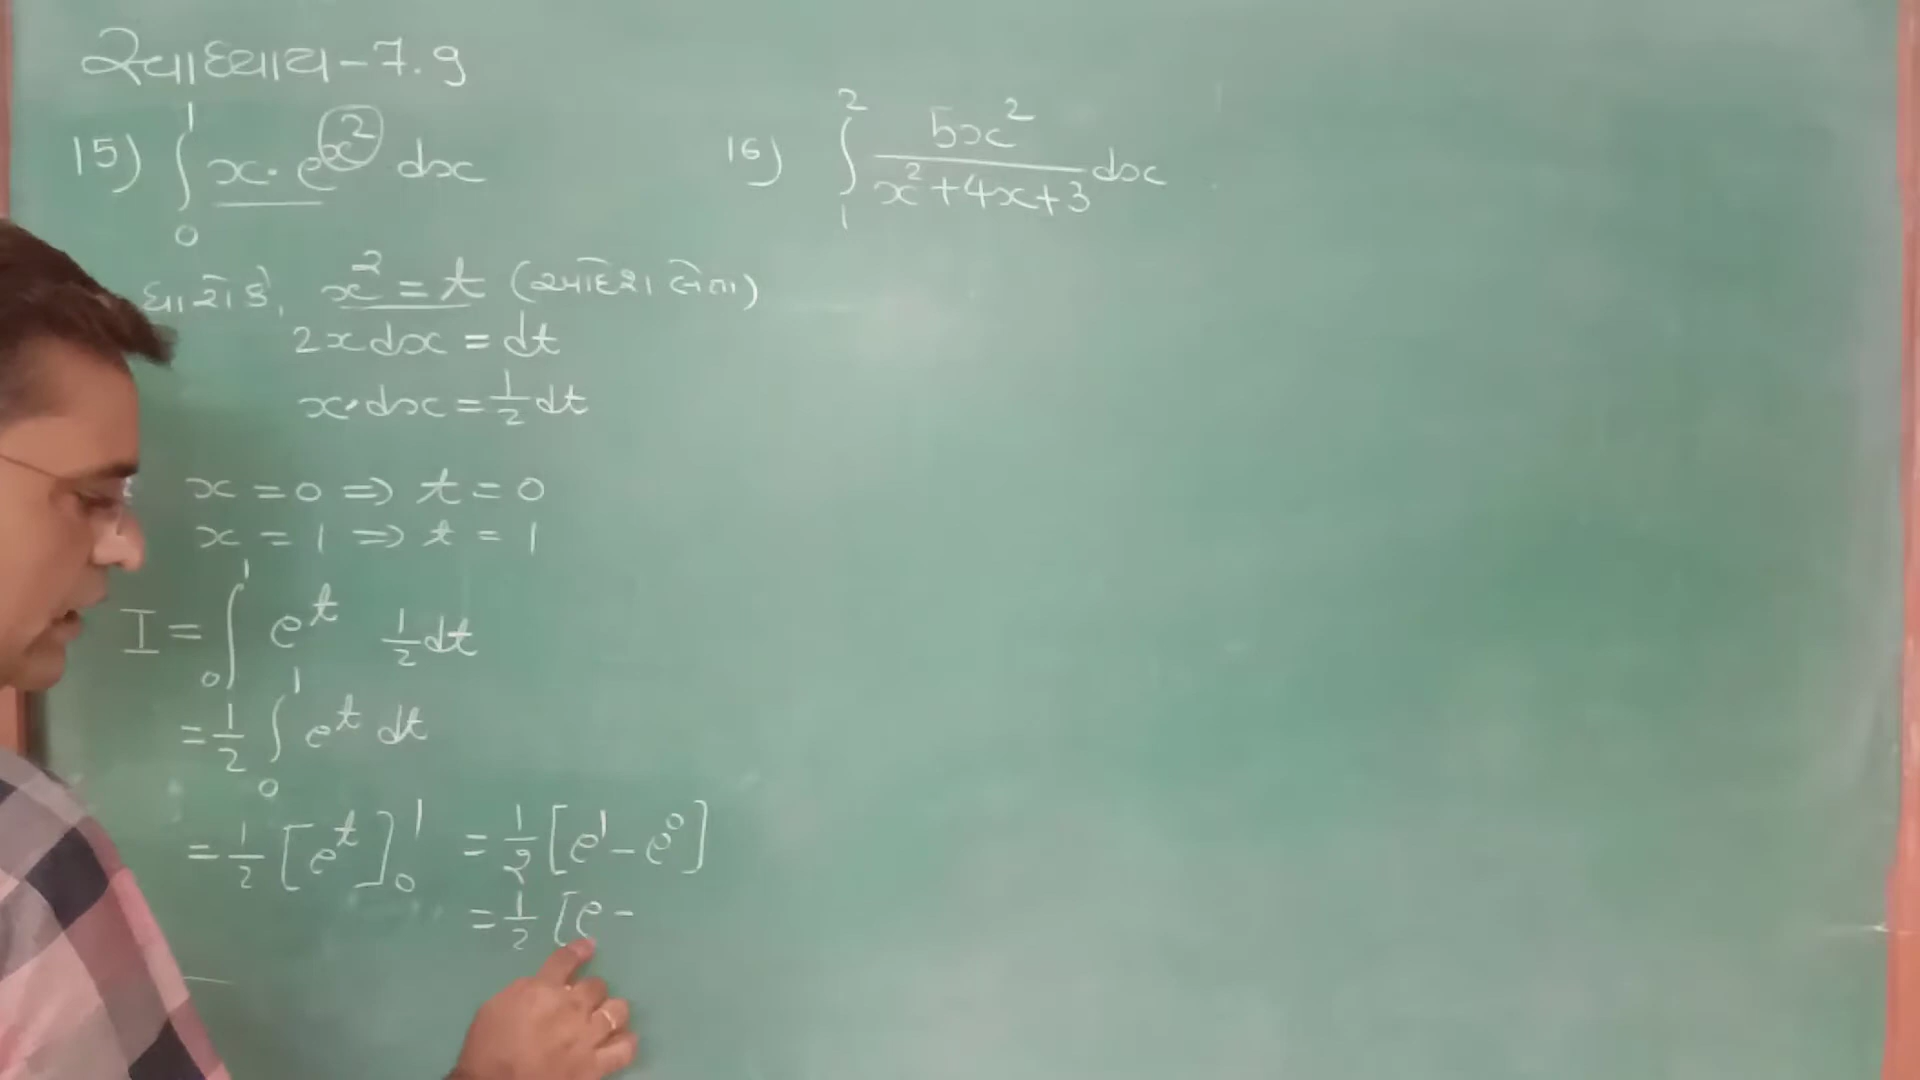 સ્વાધ્યાય-7.9
15) ∫₀¹ x·e^{x²} dx
ધારોકે, x² = t (આદેશ લેતા)
2x dx = dt
x·dx = 1/2 dt
x = 0 ⇒ t = 0
x = 1 ⇒ t = 1
I = ∫₀¹ e^t 1/2 dt
= 1/2 ∫₀¹ e^t dt
= 1/2 [e^t]₀¹ = 1/2 [e¹ - e⁰]
= 1/2 [e -
16) ∫₁² 5x²/(x²+4x+3) dx